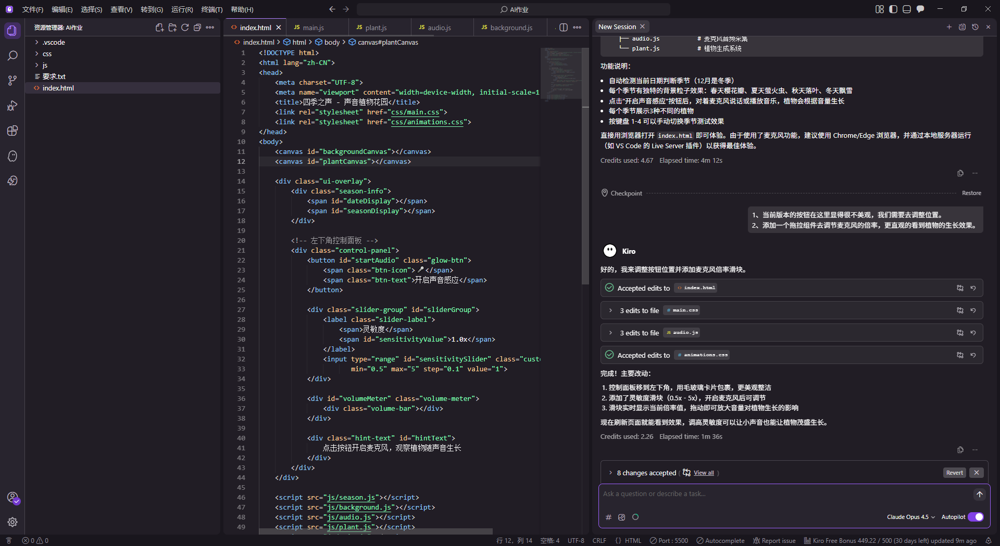 文件(F) 编辑(E) 选择(S) 查看(V) 转到(G) 运行(R) 终端(T) 帮助(H)
AI作业
资源管理器: AI作业
.vscode
css
js
要求.txt
index.html
index.html
JS main.js
JS plant.js
JS audio.js
JS background.js
index.html > html > body > canvas#plantCanvas
1 <!DOCTYPE html>
2 <html lang="zh-CN">
3 <head>
4 <meta charset="UTF-8">
5 <meta name="viewport" content="width=device-width, initial-scale=1
6 <title>四季之声 - 声音植物花园</title>
7 <link rel="stylesheet" href="css/main.css">
8 <link rel="stylesheet" href="css/animations.css">
9 </head>
10 <body>
11 <canvas id="backgroundCanvas"></canvas>
12 <canvas id="plantCanvas"></canvas>
13
14 <div class="ui-overlay">
15 <div class="season-info">
16 <span id="dateDisplay"></span>
17 <span id="seasonDisplay"></span>
18 </div>
19
20 <!-- 左下角控制面板 -->
21 <div class="control-panel">
22 <button id="startAudio" class="glow-btn">
23 <span class="btn-icon">🎤</span>
24 <span class="btn-text">开启声音感应</span>
25 </button>
26
27 <div class="slider-group" id="sliderGroup">
28 <label class="slider-label">
29 <span>灵敏度</span>
30 <span id="sensitivityValue">1.0x</span>
31 </label>
32 <input type="range" id="sensitivitySlider" class="cust
33 min="0.5" max="5" step="0.1" value="1">
34 </div>
35
36 <div id="volumeMeter" class="volume-meter">
37 <div class="volume-bar"></div>
38 </div>
39
40 <div class="hint-text" id="hintText">
41 点击按钮开启麦克风，观察植物随声音生长
42 </div>
43 </div>
44 </div>
45
46 <script src="js/season.js"></script>
47 <script src="js/background.js"></script>
48 <script src="js/audio.js"></script>
49 <script src="js/plant.js"></script>
New Session
├── audio.js # 麦克风音频采集
└── plant.js # 植物生成系统
功能说明：
• 自动检测当前日期判断季节（12月是冬季）
• 每个季节有独特的背景粒子效果：春天樱花瓣、夏天萤火虫、秋天落叶、冬天飘雪
• 点击"开启声音感应"按钮后，对着麦克风说话或播放音乐，植物会根据音量生长
• 每个季节展示3种不同的植物
• 按键盘 1-4 可以手动切换季节测试效果
直接用浏览器打开 index.html 即可体验。由于使用了麦克风功能，建议使用 Chrome/Edge 浏览器，并通过本地服务器运行
（如 VS Code 的 Live Server 插件）以获得最佳体验。
Credits used: 4.67 Elapsed time: 4m 12s
Checkpoint
Restore
1、当前版本的按钮在这里显得很不美观，我们需要去调整位置。
2、添加一个拖拉组件去调节麦克风的倍率，更直观的看到植物的生长效果。
Kiro
好的，我来调整按钮位置并添加麦克风倍率滑块。
Accepted edits to index.html
3 edits to file # main.css
3 edits to file JS audio.js
Accepted edits to # animations.css
完成！主要改动：
1. 控制面板移到左下角，用毛玻璃卡片包裹，更美观整洁
2. 添加了灵敏度滑块（0.5x - 5x），开启麦克风后可调节
3. 滑块实时显示当前倍率值，拖动即可放大音量对植物生长的影响
现在刷新页面就能看到效果，调高灵敏度可以让小声音也能让植物茂盛生长。
Credits used: 2.26 Elapsed time: 1m 36s
8 changes accepted ( View all )
Revert
Ask a question or describe a task...
Claude Opus 4.5
Autopilot
0 0
行 12，列 14 空格: 4 UTF-8 CRLF {} HTML Port : 5500 Autocomplete Report issue Kiro Free Bonus 449.22 / 500 (30 days left) updated 9m ago